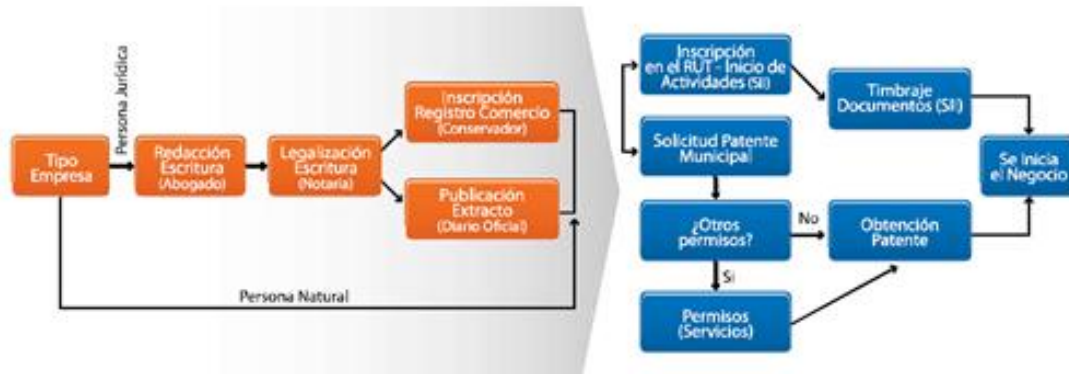 Tipo
Empresa
Persona Jurídica
Redacción
Escritura
(Abogado)
Legalización
Escritura
(Notaria)
Inscripción
Registro Comercio
(Conservador)
Publicación
Extracto
(Diario Oficial)
Persona Natural
Inscripción
en el RUT - Inicio de
Actividades (SII)
Timbraje
Documentos (SII)
Solicitud Patente
Municipal
Se Inicia
el Negocio
¿Otros
permisos?
No
Obtención
Patente
Si
Permisos
(Servicios)